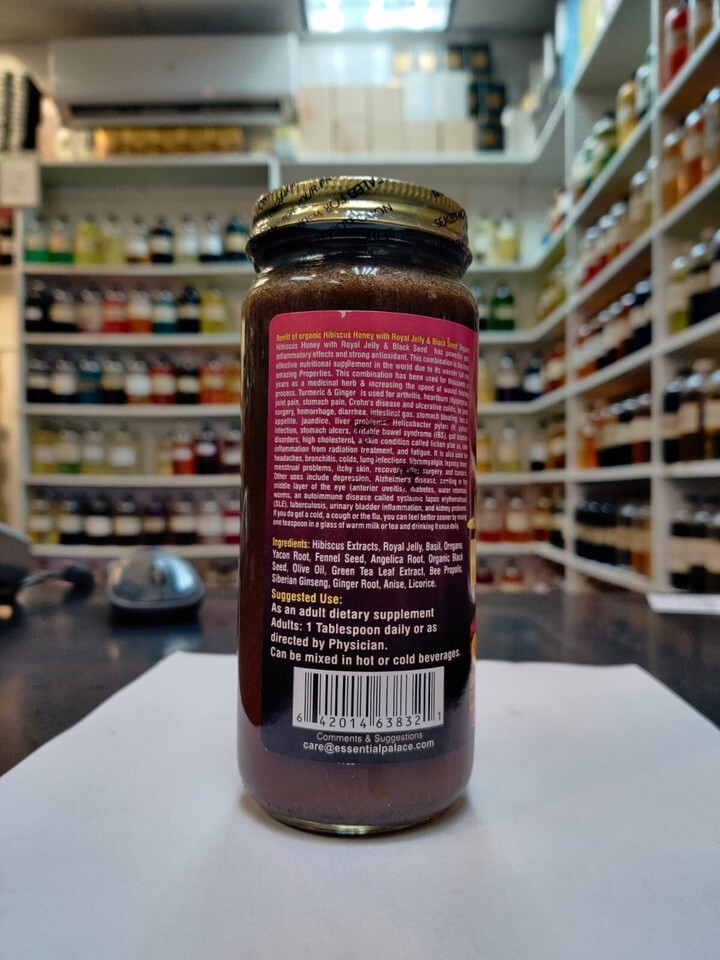 Benefit of organic Hibiscus Honey with Royal Jelly & Black Seed
Hibiscus Honey with Royal Jelly & Black Seed has powerful
inflammatory effects and strong antioxidant. This combination is the most
effective nutritional supplement in the world due to its wonder
amazing Properties. This combination has been used for thousands of
years as a medicinal herb & increasing the speed of wound healing
process. Turmeric & Ginger is used for arthritis, heartburn
joint pain, stomach pain, Crohn's disease and ulcerative colitis,
surgery, hemorrhage, diarrhea, intestinal gas, stomach bloating,
appetite, jaundice, liver problems, Helicobacter pylori
infection, stomach ulcers, irritable bowel syndrome (IBS), gall bladder
disorders, high cholesterol, a skin condition called lichen
inflammation from radiation treatment, and fatigue. It is also used
headaches, bronchitis, colds, lung infections, fibromyalgia, leprosy,
menstrual problems, itchy skin, recovery after surgery, and
Other uses include depression, Alzheimer's disease, swelling in the
middle layer of the eye (anterior uveitis), diabetes, water retention,
worms, an autoimmune disease called systemic lupus erythematosus
(SLE), tuberculosis, urinary bladder inflammation, and kidney problems
If you do get a cold, a cough or the flu, you can feel better sooner by mixing
one teaspoon in a glass of warm milk or tea and drinking it once daily.
Ingredients: Hibiscus Extracts, Royal Jelly, Basil, Oregano,
Yacon Root, Fennel Seed, Angelica Root, Organic Black
Seed, Olive Oil, Green Tea Leaf Extract, Bee Propolis,
Siberian Ginseng, Ginger Root, Anise, Licorice.
Suggested Use:
As an adult dietary supplement
Adults: 1 Tablespoon daily or as
directed by Physician.
Can be mixed in hot or cold beverages.
6 42014 63832 1
Comments & Suggestions
care@essentialpalace.com